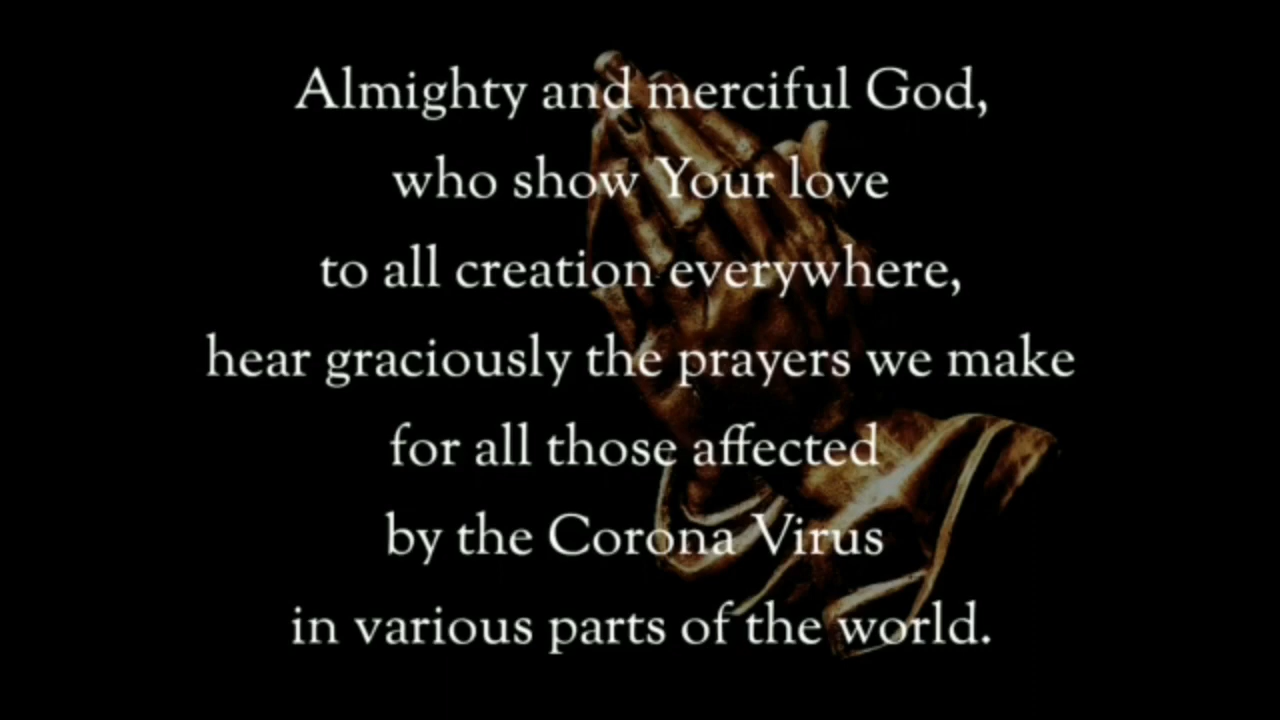 Almighty and merciful God,
who show Your love
to all creation everywhere,
hear graciously the prayers we make
for all those affected
by the Corona Virus
in various parts of the world.